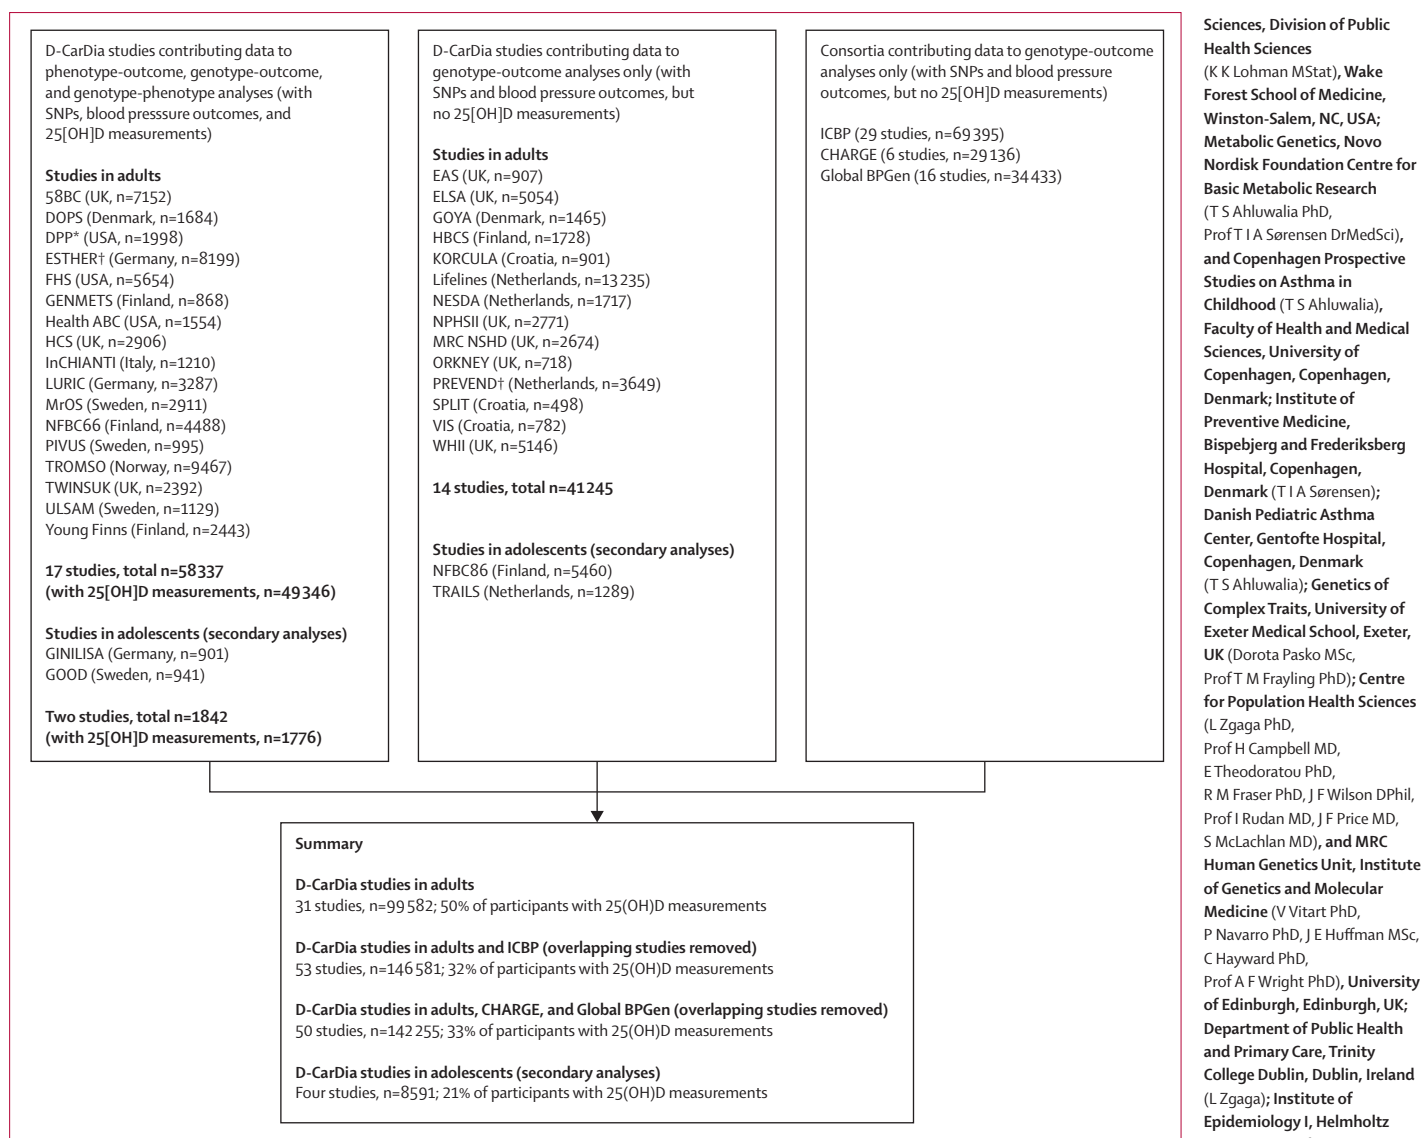 D-CarDia studies contributing data to
phenotype-outcome, genotype-outcome,
and genotype-phenotype analyses (with
SNPs, blood presssure outcomes, and
25[OH]D measurements)
Studies in adults
58BC (UK, n=7152)
DOPS (Denmark, n=1684)
DPP* (USA, n=1998)
ESTHER† (Germany, n=8199)
FHS (USA, n=5654)
GENMETS (Finland, n=868)
Health ABC (USA, n=1554)
HCS (UK, n=2906)
InCHIANTI (Italy, n=1210)
LURIC (Germany, n=3287)
MrOS (Sweden, n=2911)
NFBC66 (Finland, n=4488)
PIVUS (Sweden, n=995)
TROMSO (Norway, n=9467)
TWINSUK (UK, n=2392)
ULSAM (Sweden, n=1129)
Young Finns (Finland, n=2443)
17 studies, total n=58337
(with 25[OH]D measurements, n=49346)
Studies in adolescents (secondary analyses)
GINILISA (Germany, n=901)
GOOD (Sweden, n=941)
Two studies, total n=1842
(with 25[OH]D measurements, n=1776)
D-CarDia studies contributing data to
genotype-outcome analyses only (with
SNPs and blood pressure outcomes, but
no 25[OH]D measurements)
Studies in adults
EAS (UK, n=907)
ELSA (UK, n=5054)
GOYA (Denmark, n=1465)
HBCS (Finland, n=1728)
KORCULA (Croatia, n=901)
Lifelines (Netherlands, n=13235)
NESDA (Netherlands, n=1717)
NPHSII (UK, n=2771)
MRC NSHD (UK, n=2674)
ORKNEY (UK, n=718)
PREVEND† (Netherlands, n=3649)
SPLIT (Croatia, n=498)
VIS (Croatia, n=782)
WHII (UK, n=5146)
14 studies, total n=41245
Studies in adolescents (secondary analyses)
NFBC86 (Finland, n=5460)
TRAILS (Netherlands, n=1289)
Consortia contributing data to genotype-outcome
analyses only (with SNPs and blood pressure
outcomes, but no 25[OH]D measurements)
ICBP (29 studies, n=69395)
CHARGE (6 studies, n=29136)
Global BPGen (16 studies, n=34433)
Summary
D-CarDia studies in adults
31 studies, n=99582; 50% of participants with 25(OH)D measurements
D-CarDia studies in adults and ICBP (overlapping studies removed)
53 studies, n=146581; 32% of participants with 25(OH)D measurements
D-CarDia studies in adults, CHARGE, and Global BPGen (overlapping studies removed)
50 studies, n=142255; 33% of participants with 25(OH)D measurements
D-CarDia studies in adolescents (secondary analyses)
Four studies, n=8591; 21% of participants with 25(OH)D measurements
Sciences, Division of Public
Health Sciences
(K K Lohman MStat), Wake
Forest School of Medicine,
Winston-Salem, NC, USA;
Metabolic Genetics, Novo
Nordisk Foundation Centre for
Basic Metabolic Research
(T S Ahluwalia PhD,
Prof T I A Sørensen DrMedSci),
and Copenhagen Prospective
Studies on Asthma in
Childhood (T S Ahluwalia),
Faculty of Health and Medical
Sciences, University of
Copenhagen, Copenhagen,
Denmark; Institute of
Preventive Medicine,
Bispebjerg and Frederiksberg
Hospital, Copenhagen,
Denmark (T I A Sørensen);
Danish Pediatric Asthma
Center, Gentofte Hospital,
Copenhagen, Denmark
(T S Ahluwalia); Genetics of
Complex Traits, University of
Exeter Medical School, Exeter,
UK (Dorota Pasko MSc,
Prof T M Frayling PhD); Centre
for Population Health Sciences
(L Zgaga PhD,
Prof H Campbell MD,
E Theodoratou PhD,
R M Fraser PhD, J F Wilson DPhil,
Prof I Rudan MD, J F Price MD,
S McLachlan MD), and MRC
Human Genetics Unit, Institute
of Genetics and Molecular
Medicine (V Vitart PhD,
P Navarro PhD, J E Huffman MSc,
C Hayward PhD,
Prof A F Wright PhD), University
of Edinburgh, Edinburgh, UK;
Department of Public Health
and Primary Care, Trinity
College Dublin, Dublin, Ireland
(L Zgaga); Institute of
Epidemiology I, Helmholtz